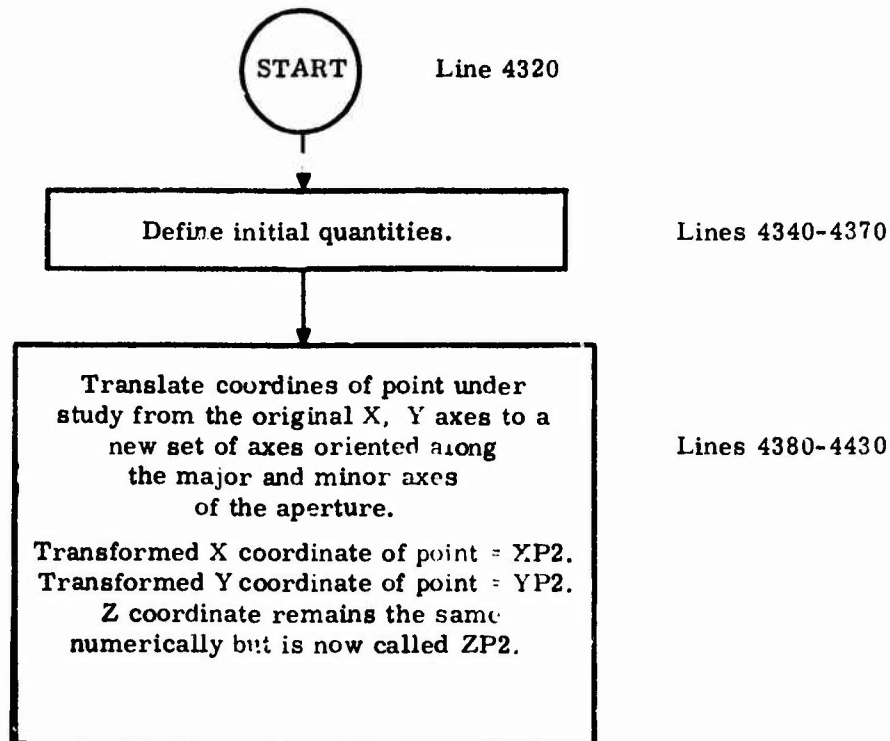 START Line 4320
Define initial quantities. Lines 4340-4370
Translate coordines of point under
study from the original X, Y axes to a
new set of axes oriented along Lines 4380-4430
the major and minor axes
of the aperture.
Transformed X coordinate of point = XP2.
Transformed Y coordinate of point = YP2.
Z coordinate remains the same
numerically but is now called ZP2.